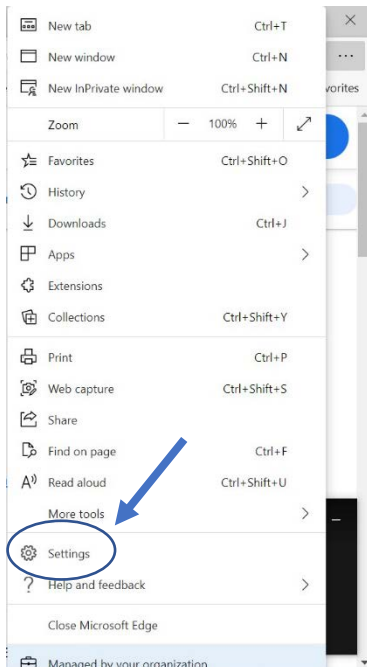 New tab Ctrl+T
New window Ctrl+N
New InPrivate window Ctrl+Shift+N
vorites
Zoom 100%
Favorites Ctrl+Shift+O
History
Downloads Ctrl+J
Apps
Extensions
Collections Ctrl+Shift+Y
Print Ctrl+P
Web capture Ctrl+Shift+S
Share
Find on page Ctrl+F
Read aloud Ctrl+Shift+U
More tools
Settings
Help and feedback
Close Microsoft Edge
Managed by your organization